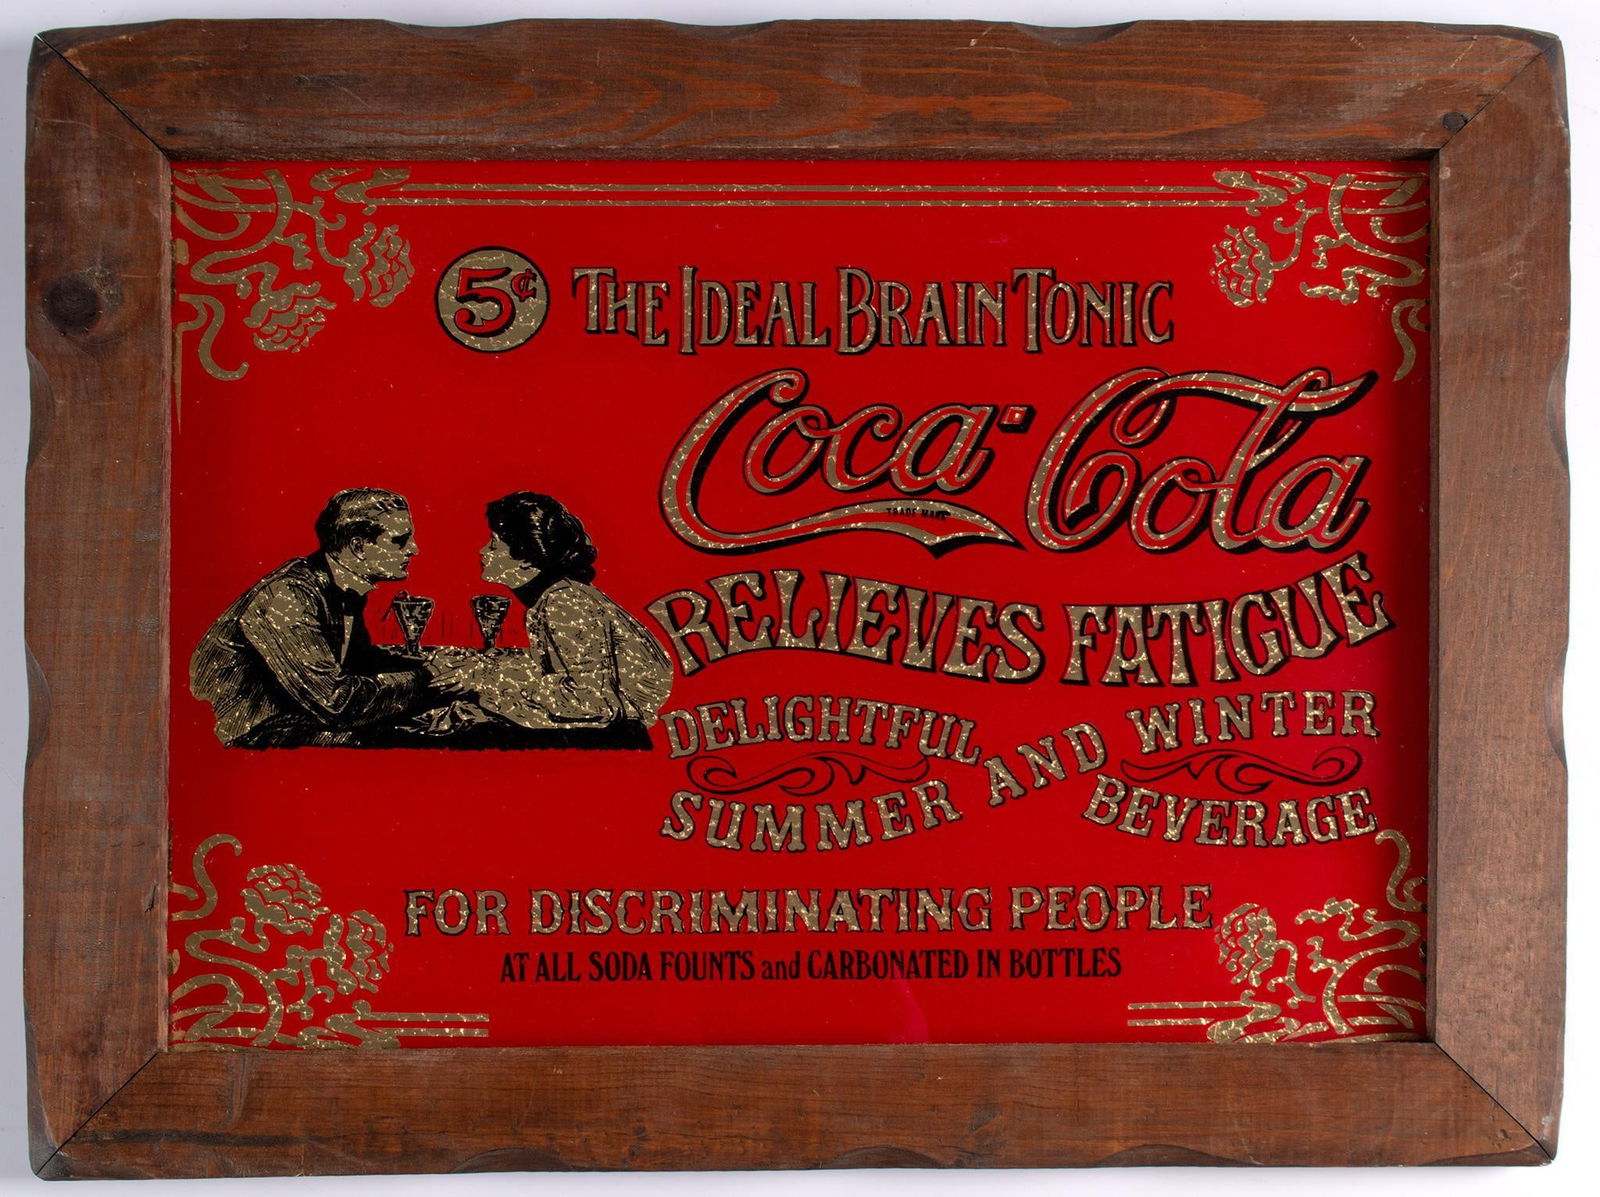 5¢ THE IDEAL BRAIN TONIC
Coca-Cola
TRADE MARK
RELIEVES FATIGUE
DELIGHTFUL
SUMMER AND WINTER
BEVERAGE
FOR DISCRIMINATING PEOPLE
AT ALL SODA FOUNTS and CARBONATED IN BOTTLES